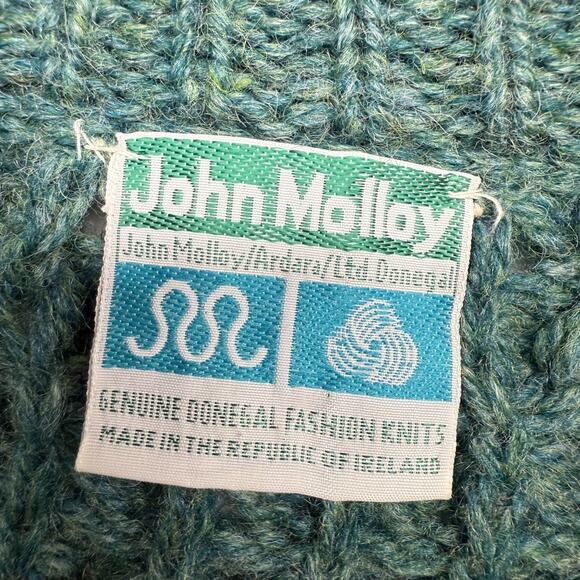 John Molloy
John Molloy/Ardara/Ltd. Donegal
GENUINE DONEGAL FASHION KNITS
MADE IN THE REPUBLIC OF IRELAND